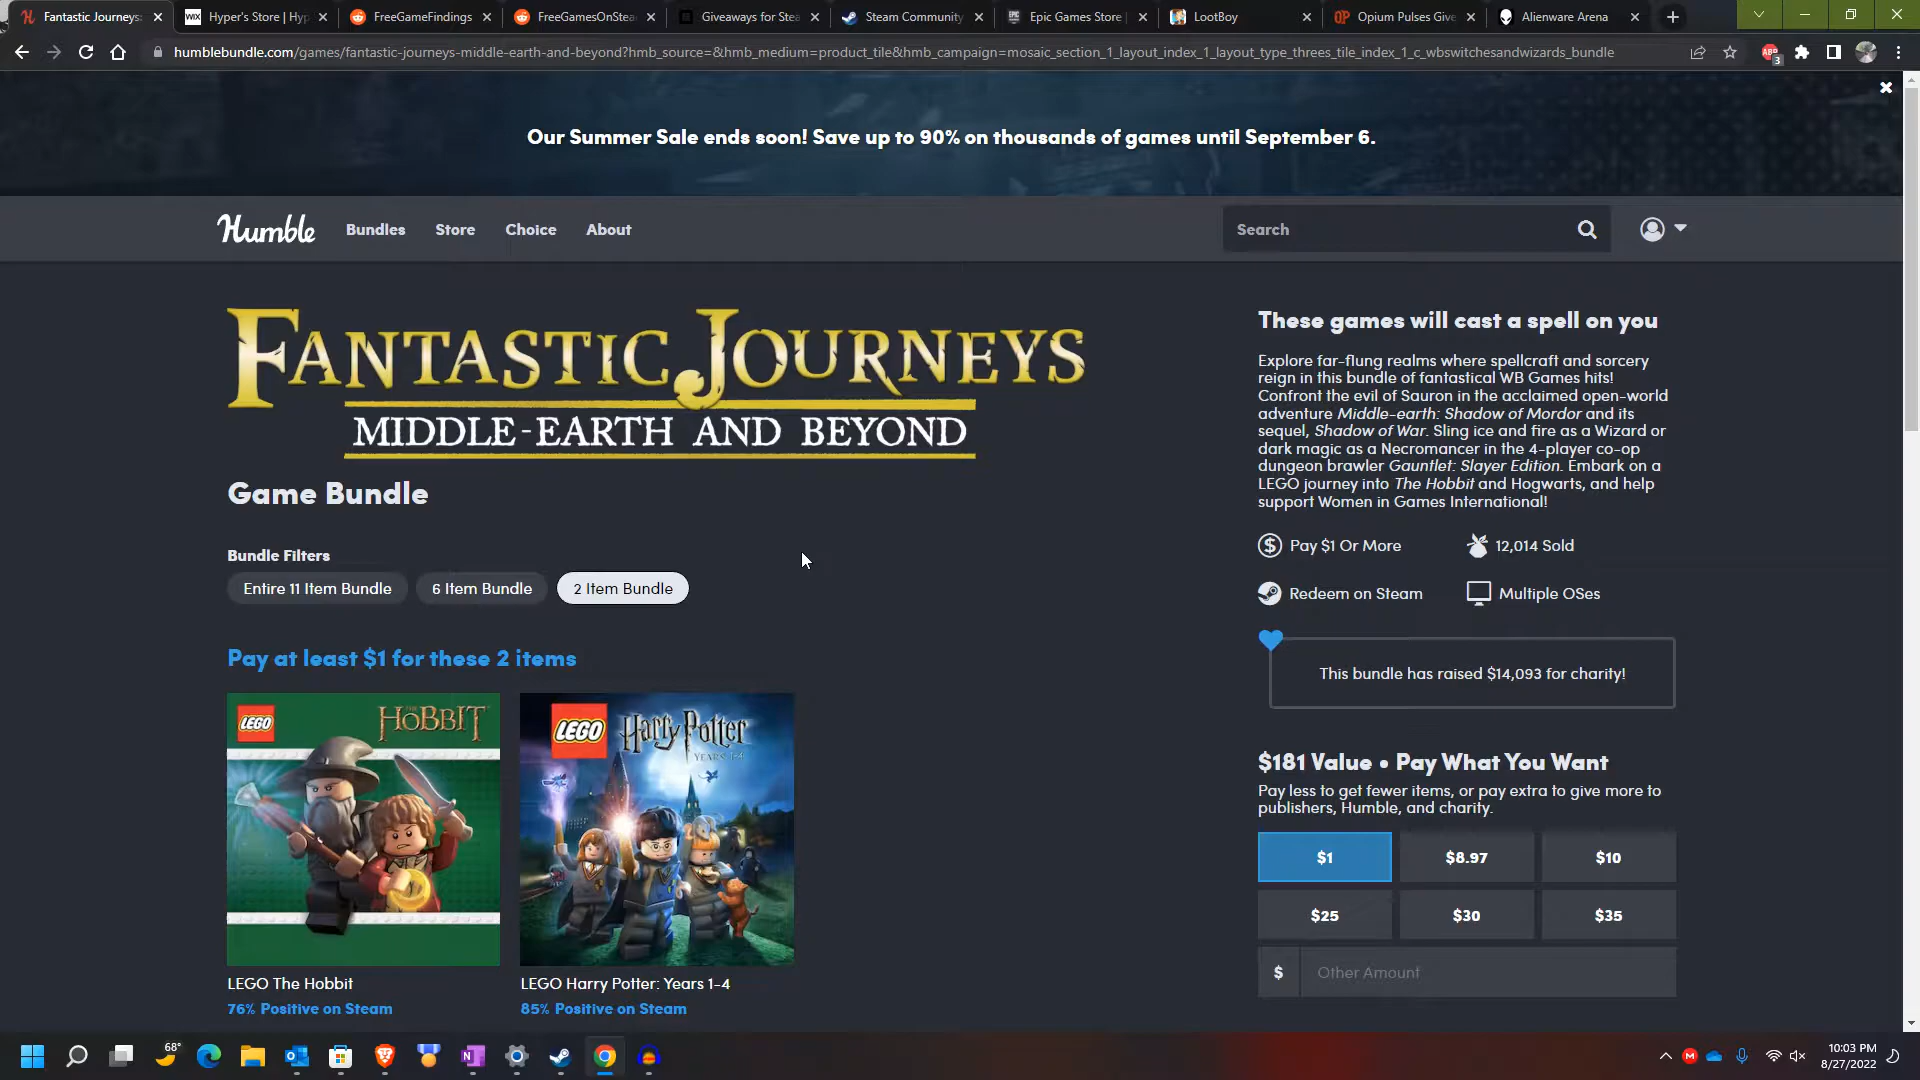 Fantastic Journeys:
WIX
Hyper's Store | Hyp
FreeGameFindings
FreeGamesOnStea
Giveaways for Stea
Steam Community
Epic Games Store |
LootBoy
OP
Opium Pulses Give
Alienware Arena
humblebundle.com/games/fantastic-journeys-middle-earth-and-beyond?hmb_source=&hmb_medium=product_tile&hmb_campaign=mosaic_section_1_layout_index_1_layout_type_threes_tile_index_1_c_wbswitchesandwizards_bundle
ABP
3
Our Summer Sale ends soon! Save up to 90% on thousands of games until September 6.
Humble
Bundles
Store
Choice
About
Search
FANTASTIC JOURNEYS
MIDDLE-EARTH AND BEYOND
Game Bundle
Bundle Filters
Entire 11 Item Bundle
6 Item Bundle
2 Item Bundle
Pay at least $1 for these 2 items
LEGO
THE HOBBIT
LEGO
Harry Potter
YEARS 1-4
LEGO The Hobbit
76% Positive on Steam
LEGO Harry Potter: Years 1-4
85% Positive on Steam
These games will cast a spell on you
Explore far-flung realms where spellcraft and sorcery
reign in this bundle of fantastical WB Games hits!
Confront the evil of Sauron in the acclaimed open-world
adventure Middle-earth: Shadow of Mordor and its
sequel, Shadow of War. Sling ice and fire as a Wizard or
dark magic as a Necromancer in the 4-player co-op
dungeon brawler Gauntlet: Slayer Edition. Embark on a
LEGO journey into The Hobbit and Hogwarts, and help
support Women in Games International!
Pay $1 Or More
12,014 Sold
Redeem on Steam
Multiple OSes
This bundle has raised $14,093 for charity!
$181 Value • Pay What You Want
Pay less to get fewer items, or pay extra to give more to
publishers, Humble, and charity.
$1
$8.97
$10
$25
$30
$35
$
Other Amount
68°
10:03 PM
8/27/2022